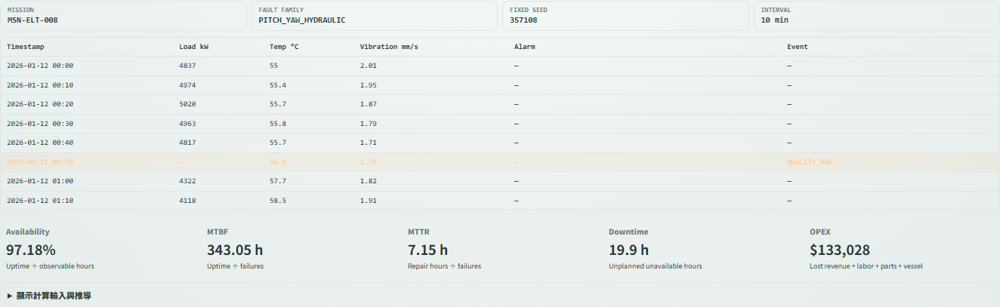 MISSION FAULT FAMILY FIXED SEED INTERVAL
MSN-ELT-008 PITCH_YAW_HYDRAULIC 357108 10 min
Timestamp Load kW Temp °C Vibration mm/s Alarm Event
2026-01-12 00:00 4837 55 2.01 — —
2026-01-12 00:10 4974 55.4 1.95 — —
2026-01-12 00:20 5020 55.7 1.87 — —
2026-01-12 00:30 4963 55.8 1.79 — —
2026-01-12 00:40 4817 55.7 1.71 — —
2026-01-12 00:50 — 56.8 1.76 — QUALITY_BAD
2026-01-12 01:00 4322 57.7 1.82 — —
2026-01-12 01:10 4118 58.5 1.91 — —
Availability MTBF MTTR Downtime OPEX
97.18% 343.05 h 7.15 h 19.9 h $133,028
Uptime ÷ observable hours Uptime ÷ failures Repair hours ÷ failures Unplanned unavailable hours Lost revenue + labor + parts + vessel
▶ 顯示計算輸入與推導